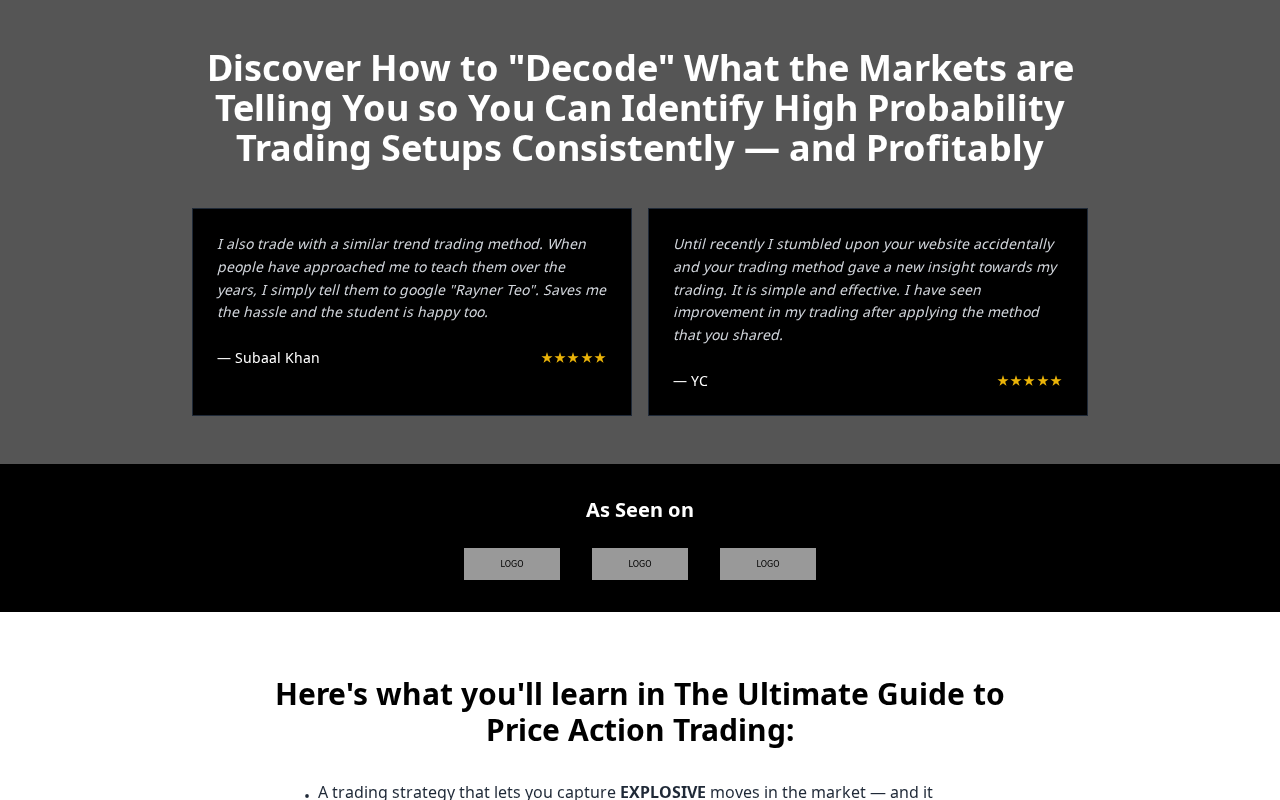 Discover How to "Decode" What the Markets are
Telling You so You Can Identify High Probability
Trading Setups Consistently — and Profitably
I also trade with a similar trend trading method. When
people have approached me to teach them over the
years, I simply tell them to google "Rayner Teo". Saves me
the hassle and the student is happy too.
— Subaal Khan ★★★★★
Until recently I stumbled upon your website accidentally
and your trading method gave a new insight towards my
trading. It is simple and effective. I have seen
improvement in my trading after applying the method
that you shared.
— YC ★★★★★
As Seen on
LOGO LOGO LOGO
Here's what you'll learn in The Ultimate Guide to
Price Action Trading:
• A trading strategy that lets you capture EXPLOSIVE moves in the market — and it